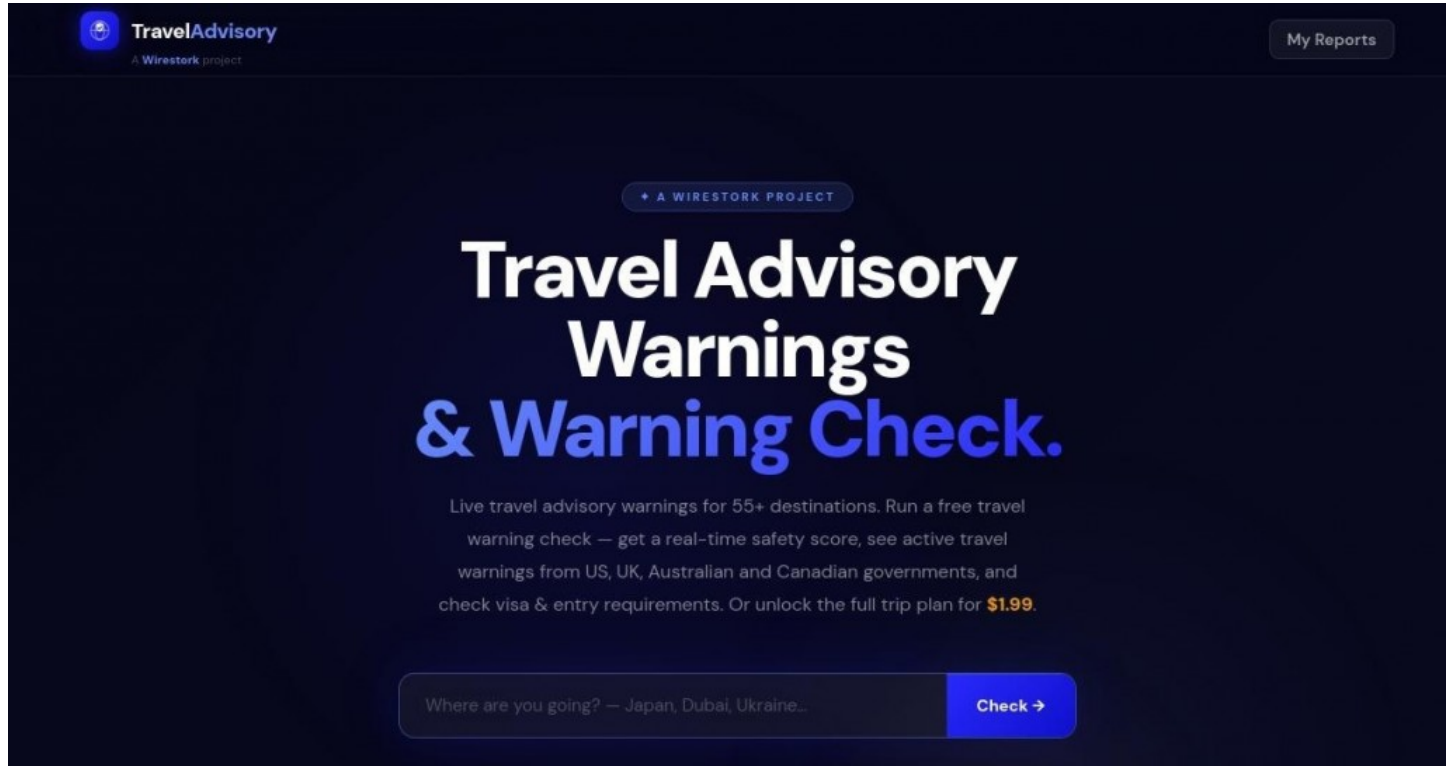 TravelAdvisory
A Wirestork project
My Reports
✦ A WIRESTORK PROJECT
Travel Advisory
Warnings
& Warning Check.
Live travel advisory warnings for 55+ destinations. Run a free travel
warning check — get a real-time safety score, see active travel
warnings from US, UK, Australian and Canadian governments, and
check visa & entry requirements. Or unlock the full trip plan for $1.99.
Where are you going? — Japan, Dubai, Ukraine...
Check →